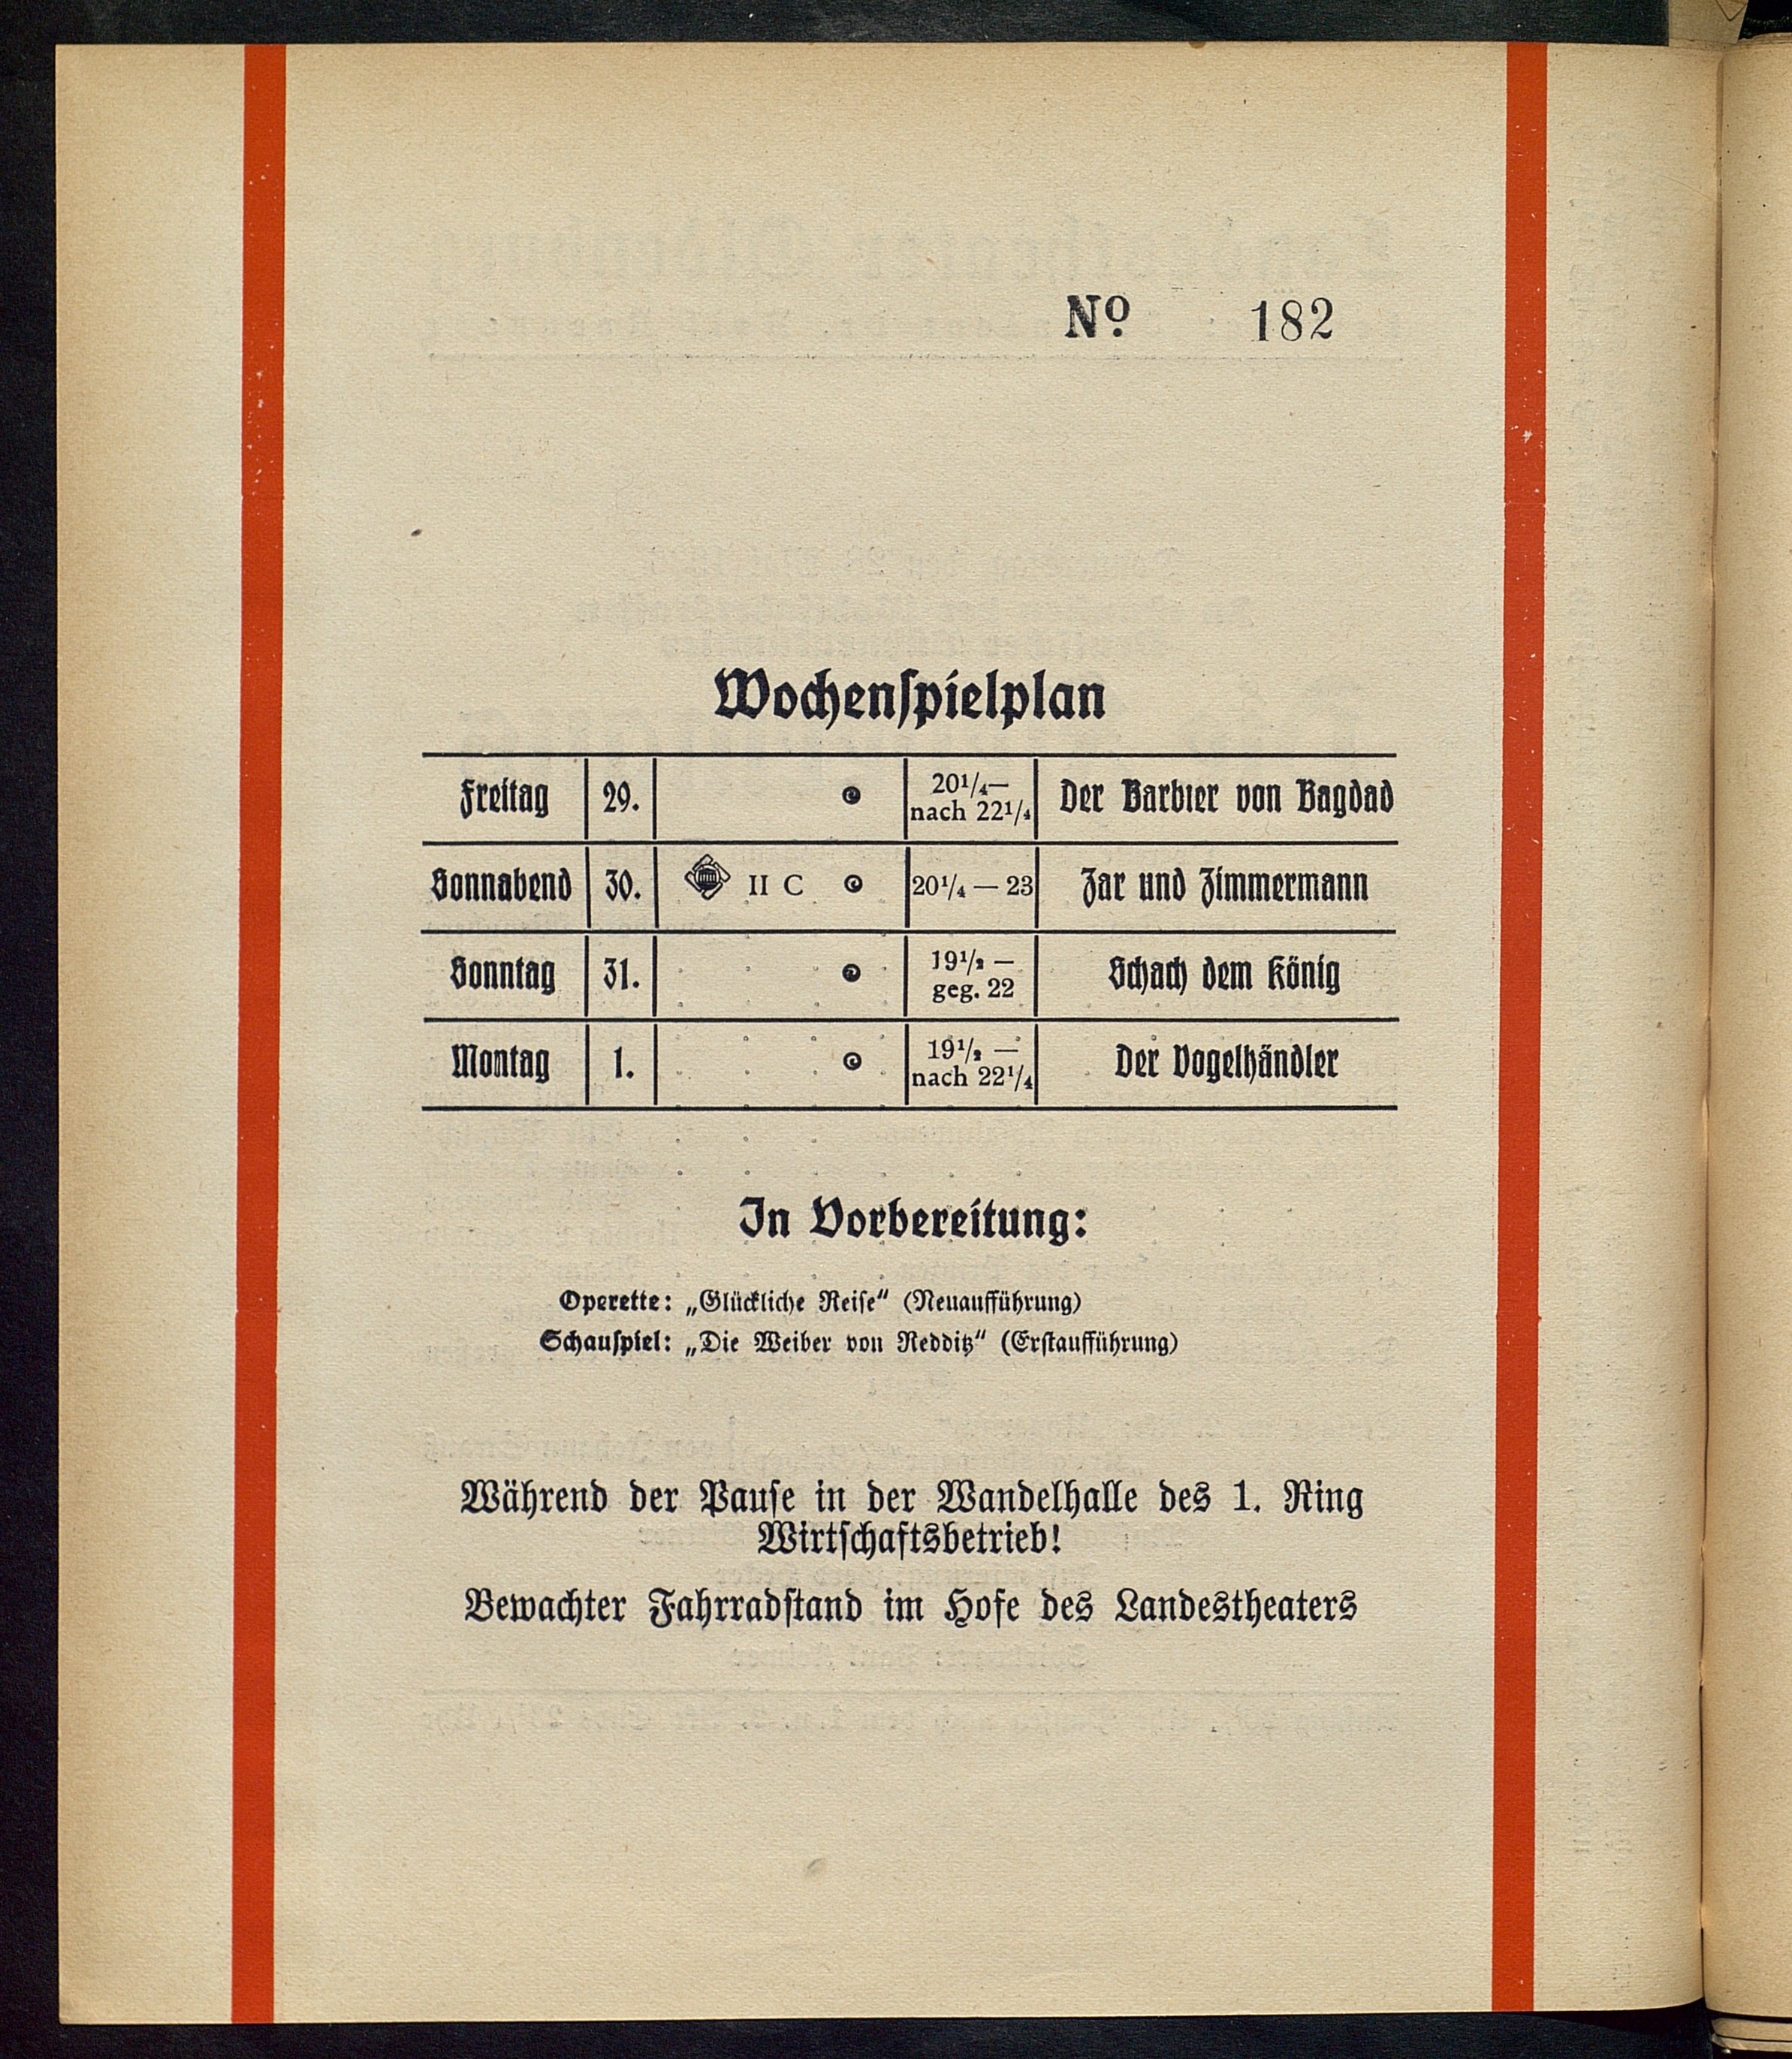 Nº 182
Wochenspielplan
Freitag 29. 20¼— nach 22¼ Der Barbier von Bagdad
Sonnabend 30. II C 20¼ — 23 Zar und Zimmermann
Sonntag 31. 19½ — geg. 22 Schach dem König
Montag 1. 19½ — nach 22¼ Der Vogelhändler
In Vorbereitung:
Operette: „Glückliche Reise“ (Neuaufführung)
Schauspiel: „Die Weiber von Redditz“ (Erstaufführung)
Während der Pause in der Wandelhalle des 1. Ring
Wirtschaftsbetrieb!
Bewachter Fahrradstand im Hofe des Landestheaters